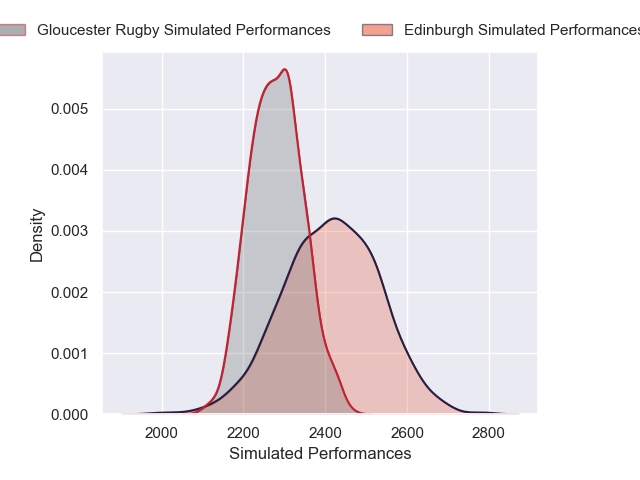 Gloucester Rugby Simulated Performances
Edinburgh Simulated Performances
0.005
0.004
0.003
0.002
0.001
0.000
Density
2000 2200 2400 2600 2800
Simulated Performances